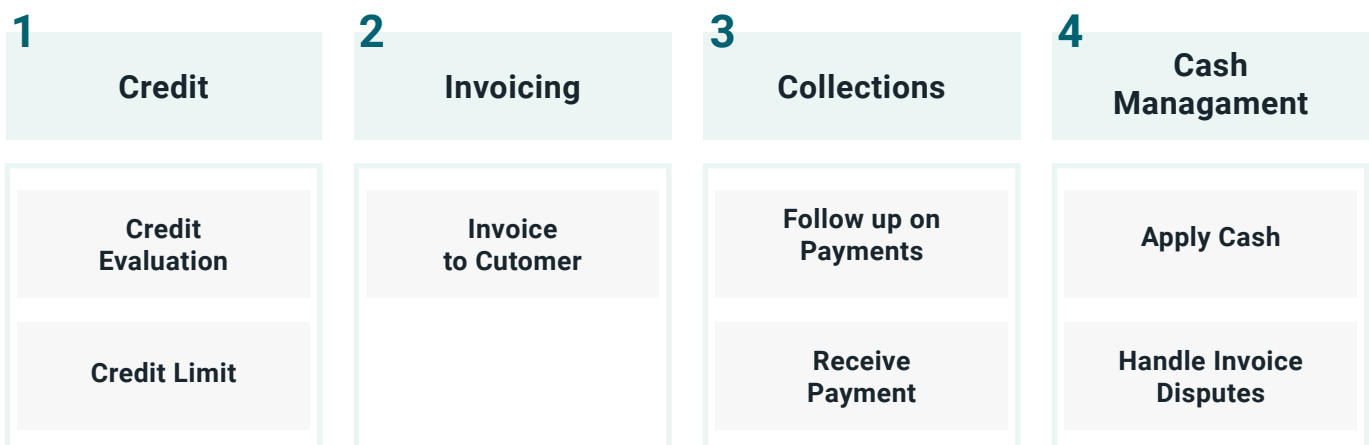 1
Credit
Credit
Evaluation
Credit Limit
2
Invoicing
Invoice
to Cutomer
3
Collections
Follow up on
Payments
Receive
Payment
4
Cash
Managament
Apply Cash
Handle Invoice
Disputes